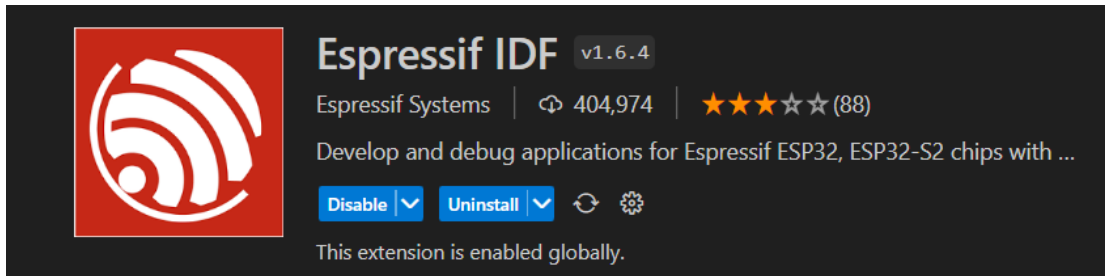 Espressif IDF v1.6.4
Espressif Systems 404,974 (88)
Develop and debug applications for Espressif ESP32, ESP32-S2 chips with ...
Disable Uninstall
This extension is enabled globally.